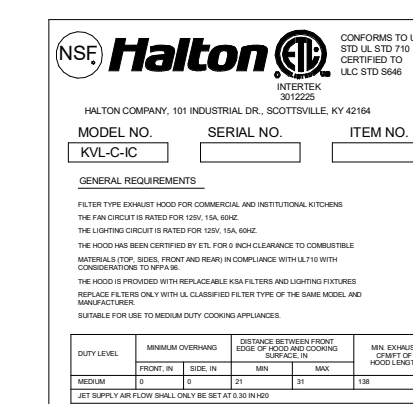 NSF Halton ETL
CONFORMS TO
STD UL STD 710
CERTIFIED TO
ULC STD S646
INTERTEK
3012225
HALTON COMPANY, 101 INDUSTRIAL DR., SCOTTSVILLE, KY 42164
MODEL NO. SERIAL NO. ITEM NO.
KVL-C-IC
GENERAL REQUIREMENTS
FILTER TYPE EXHAUST HOOD FOR COMMERCIAL AND INSTITUTIONAL KITCHENS
THE FAN CIRCUIT IS RATED FOR 125V, 15A, 60HZ.
THE LIGHTING CIRCUIT IS RATED FOR 125V, 15A, 60HZ.
THE HOOD HAS BEEN CERTIFIED BY ETL FOR 0 INCH CLEARANCE TO COMBUSTIBLE
MATERIALS (TOP, SIDES, FRONT AND REAR) IN COMPLIANCE WITH UL710 WITH
CONSIDERATIONS TO NFPA 96.
THE HOOD IS PROVIDED WITH REPLACEABLE KSA FILTERS AND LIGHTING FIXTURES
REPLACE FILTERS ONLY WITH UL CLASSIFIED FILTER TYPE OF THE SAME MODEL AND
MANUFACTURER.
SUITABLE FOR USE TO MEDIUM DUTY COOKING APPLIANCES.
DUTY LEVEL
MINIMUM OVERHANG
DISTANCE BETWEEN FRONT
EDGE OF HOOD AND COOKING
SURFACE, IN
MIN. EXHAUS
CFM/FT OF
HOOD LENGT
FRONT, IN SIDE, IN MIN MAX
MEDIUM 0 0 21 31 138
JET SUPPLY AIR FLOW SHALL ONLY BE SET AT 0.30 IN H20